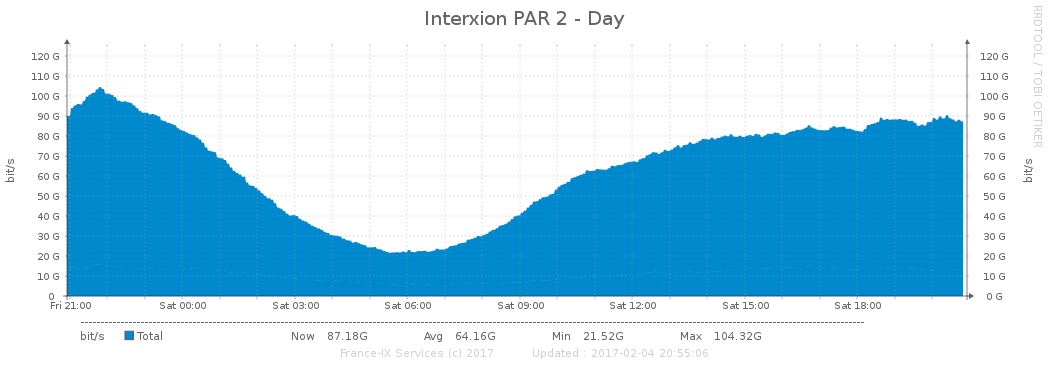 Interxion PAR 2 - Day
RRDTOOL / TOBI OETIKER
bit/s
120 G 120 G
110 G 110 G
100 G 100 G
90 G 90 G
80 G 80 G
70 G 70 G
60 G 60 G
50 G 50 G
40 G 40 G
30 G 30 G
20 G 20 G
10 G 10 G
0 0 G
bit/s
Fri 21:00 Sat 00:00 Sat 03:00 Sat 06:00 Sat 09:00 Sat 12:00 Sat 15:00 Sat 18:00
bit/s Total Now 87.18G Avg 64.16G Min 21.52G Max 104.32G
France-IX Services (c) 2017 Updated : 2017-02-04 20:55:06